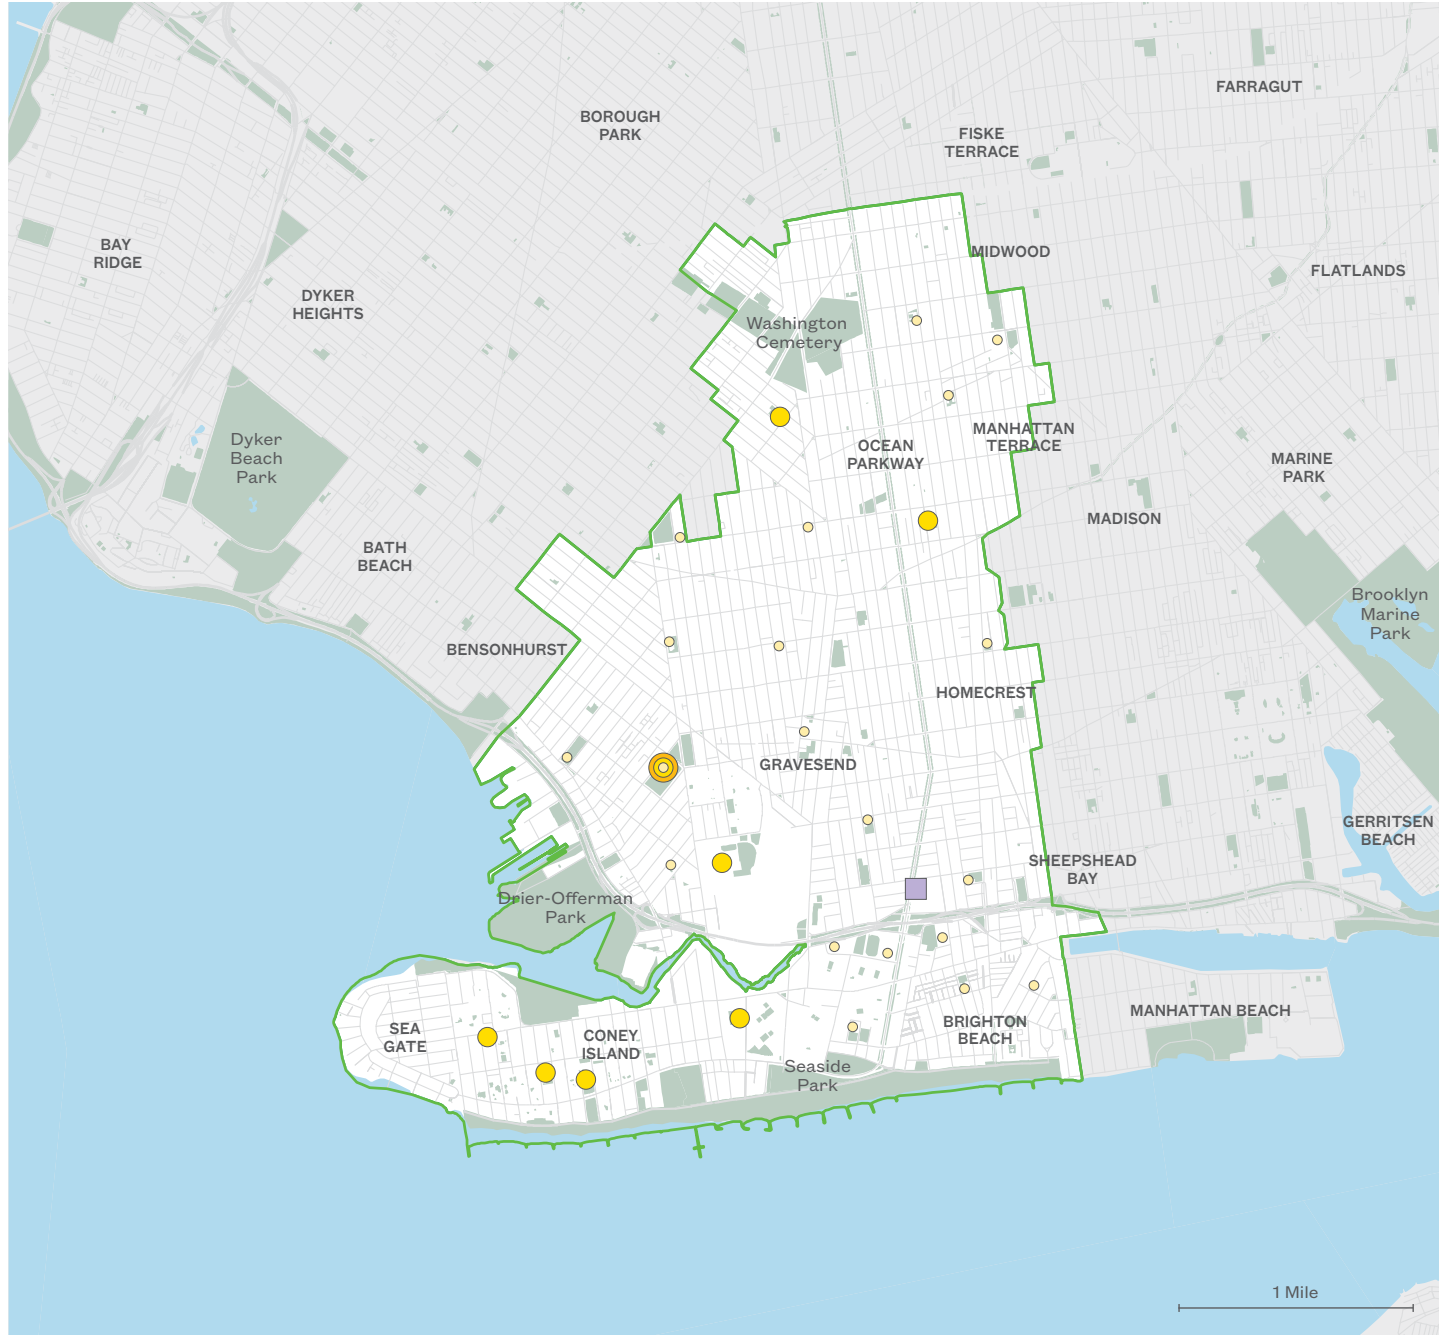 FARRAGUT
BOROUGH
PARK
FISKE
TERRACE
BAY
RIDGE
MIDWOOD
FLATLANDS
DYKER
HEIGHTS
Washington
Cemetery
Dyker
Beach
Park
OCEAN
PARKWAY
MANHATTAN
TERRACE
MARINE
PARK
MADISON
BATH
BEACH
Brooklyn
Marine
Park
BENSONHURST
HOMECREST
GRAVESEND
GERRITSEN
BEACH
SHEEPSHEAD
BAY
Drier-Offerman
Park
SEA
GATE
CONEY
ISLAND
BRIGHTON
BEACH
MANHATTAN BEACH
Seaside
Park
1 Mile